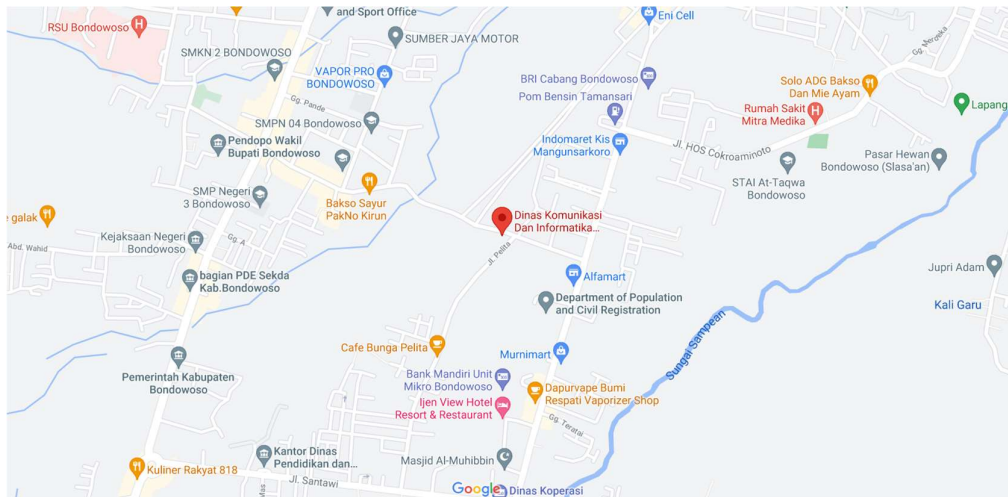 and Sport Office
Eni Cell
RSU Bondowoso
SUMBER JAYA MOTOR
Gg. Merdeka
SMKN 2 BONDOWOSO
VAPOR PRO
BONDOWOSO
BRI Cabang Bondowoso
Solo ADG Bakso
Dan Mie Ayam
Pom Bensin Tamansari
Gg. Pande
Rumah Sakit
Mitra Medika
Lapang
SMPN 04 Bondowoso
Pendopo Wakil
Bupati Bondowoso
Indomaret Kis
Mangunsarkoro
Jl. HOS Cokroaminoto
Pasar Hewan
Bondowoso (Slasa'an)
STAI At-Taqwa
Bondowoso
SMP Negeri
3 Bondowoso
Bakso Sayur
PakNo Kirun
galak
Dinas Komunikasi
Dan Informatika...
Kejaksaan Negeri
Bondowoso
Gg. A
Abd. Wahid
Jl. Pelita
bagian PDE Sekda
Kab.Bondowoso
Alfamart
Jupri Adam
Department of Population
and Civil Registration
Kali Garu
Sungai Sampean
Cafe Bunga Pelita
Murnimart
Pemerintah Kabupaten
Bondowoso
Bank Mandiri Unit
Mikro Bondowoso
Dapurvape Bumi
Respati Vaporizer Shop
Ijen View Hotel
Resort & Restaurant
Gg. Teratai
Kantor Dinas
Pendidikan dan...
Masjid Al-Muhibbin
Kuliner Rakyat 818
Jl. Santawi
Mas
Google
Dinas Koperasi